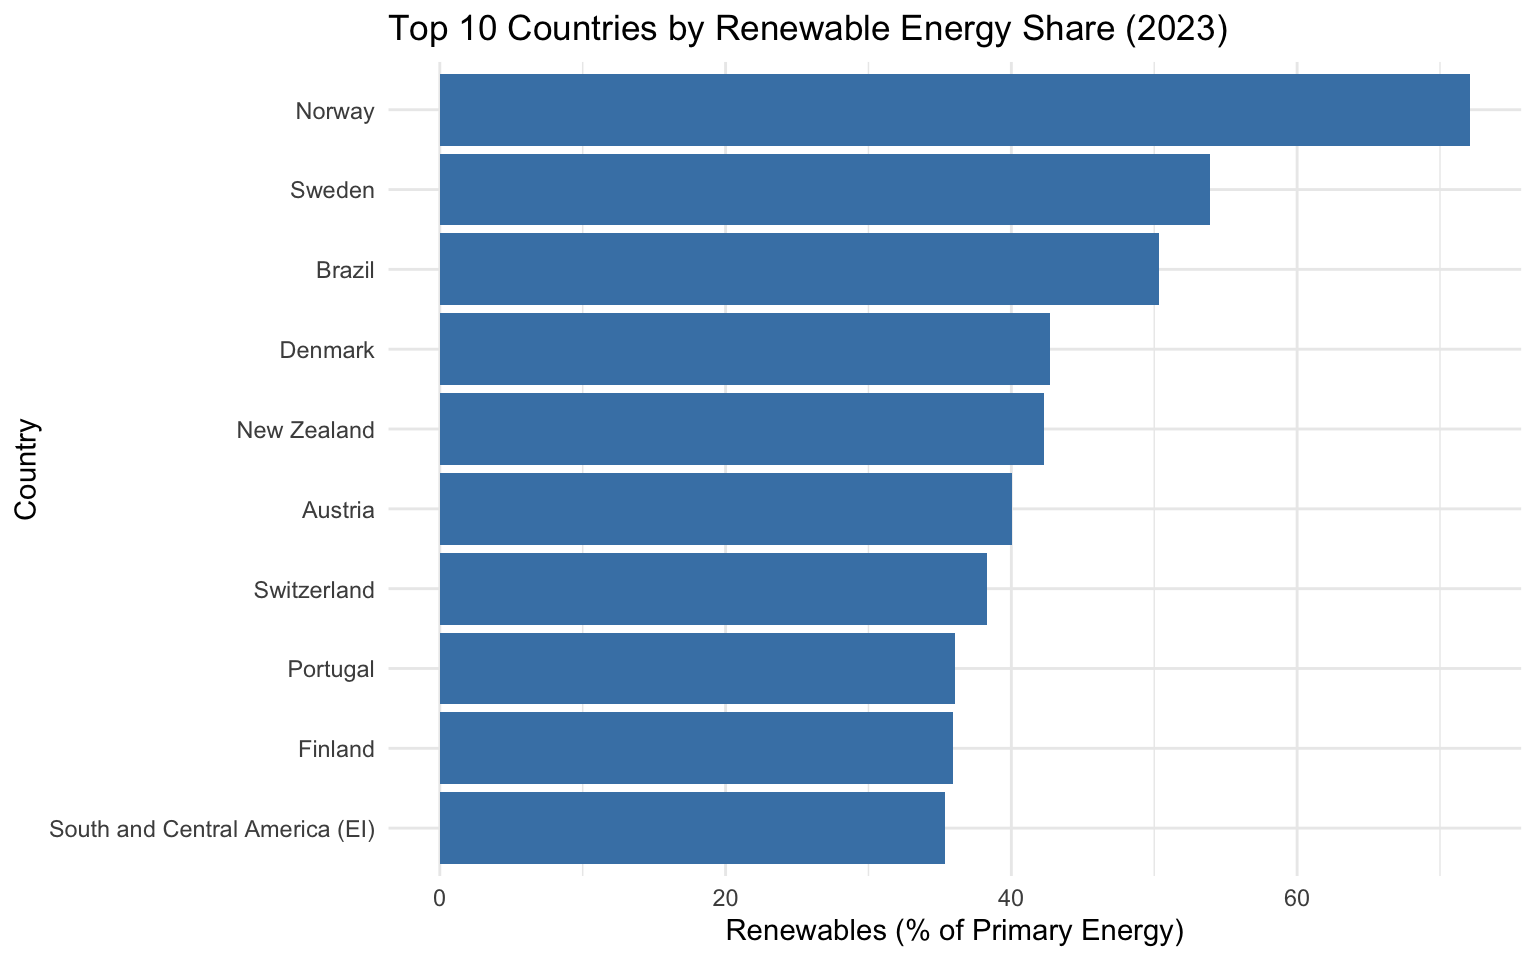 Top 10 Countries by Renewable Energy Share (2023)
Country
Norway
Sweden
Brazil
Denmark
New Zealand
Austria
Switzerland
Portugal
Finland
South and Central America (EI)
0 20 40 60
Renewables (% of Primary Energy)